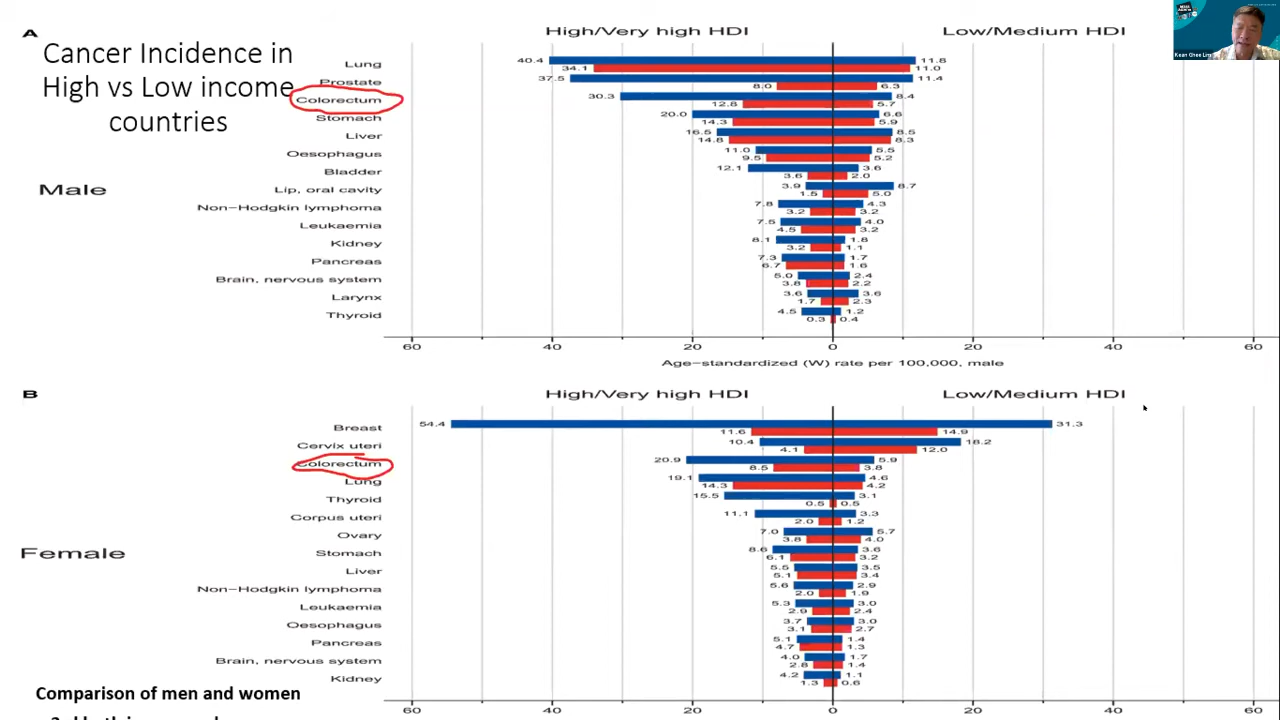 A
Cancer Incidence in
High vs Low income
countries
High/Very high HDI
Low/Medium HDI
Kean Ghee Lim
Male
Lung 40.4 34.1 11.8 11.0
Prostate 37.5 8.0 11.4 6.3
Colorectum 30.3 12.8 8.4 5.7
Stomach 20.0 14.3 6.6 5.9
Liver 16.5 14.8 8.5 8.3
Oesophagus 11.0 9.5 5.5 5.2
Bladder 12.1 3.6 3.6 2.0
Lip, oral cavity 3.9 1.5 8.7 5.0
Non-Hodgkin lymphoma 7.8 3.2 4.3 3.2
Leukaemia 7.5 4.5 4.0 3.2
Kidney 8.1 3.2 1.8 1.1
Pancreas 7.3 6.7 1.7 1.6
Brain, nervous system 5.0 3.8 2.4 2.2
Larynx 3.6 1.7 3.6 2.3
Thyroid 4.5 0.3 1.2 0.4
60 40 20 0 20 40 60
Age-standardized (W) rate per 100,000, male
B
High/Very high HDI
Low/Medium HDI
Female
Breast 54.4 11.6 31.3 14.9
Cervix uteri 10.4 4.1 18.2 12.0
Colorectum 20.9 8.5 5.9 3.8
Lung 19.1 14.3 4.6 4.2
Thyroid 15.5 0.5 3.1 0.5
Corpus uteri 11.1 2.0 3.3 1.2
Ovary 7.0 3.8 5.7 4.0
Stomach 8.6 6.1 3.6 3.2
Liver 5.5 5.1 3.5 3.4
Non-Hodgkin lymphoma 5.6 2.0 2.9 1.9
Leukaemia 5.3 2.9 3.0 2.4
Oesophagus 3.7 3.1 3.0 2.7
Pancreas 5.1 4.7 1.4 1.3
Brain, nervous system 4.0 2.8 1.7 1.4
Kidney 4.2 1.3 1.1 0.6
60 40 20 0 20 40 60
Comparison of men and women